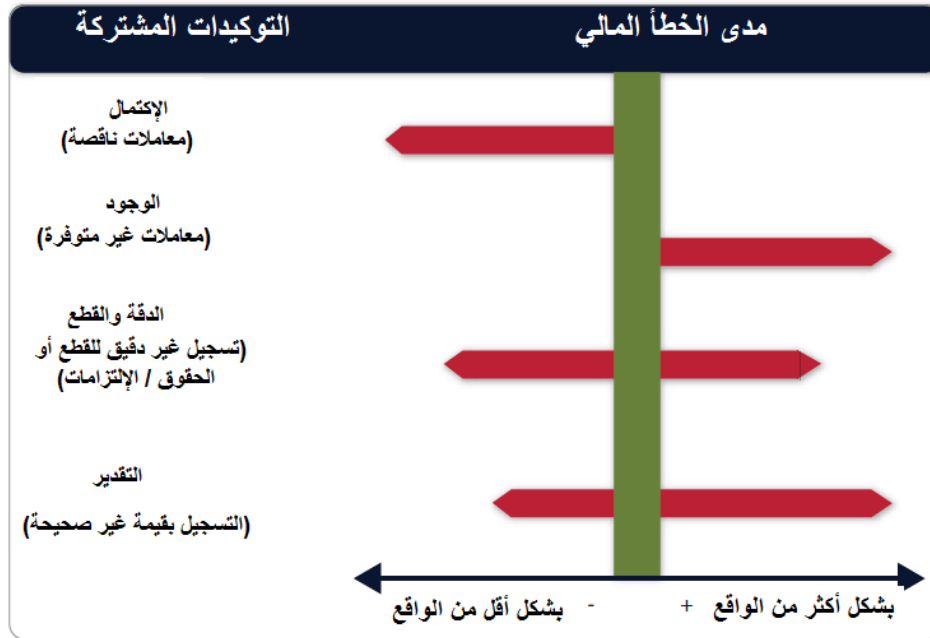 مدى الخطأ المالي
التوكيدات المشتركة
الإكتمال
(معاملات ناقصة)
الوجود
(معاملات غير متوفرة)
الدقة والقطع
(تسجيل غير دقيق للقطع أو
الحقوق / الإلتزامات)
التقدير
(التسجيل بقيمة غير صحيحة)
بشكل أكثر من الواقع +
- بشكل أقل من الواقع